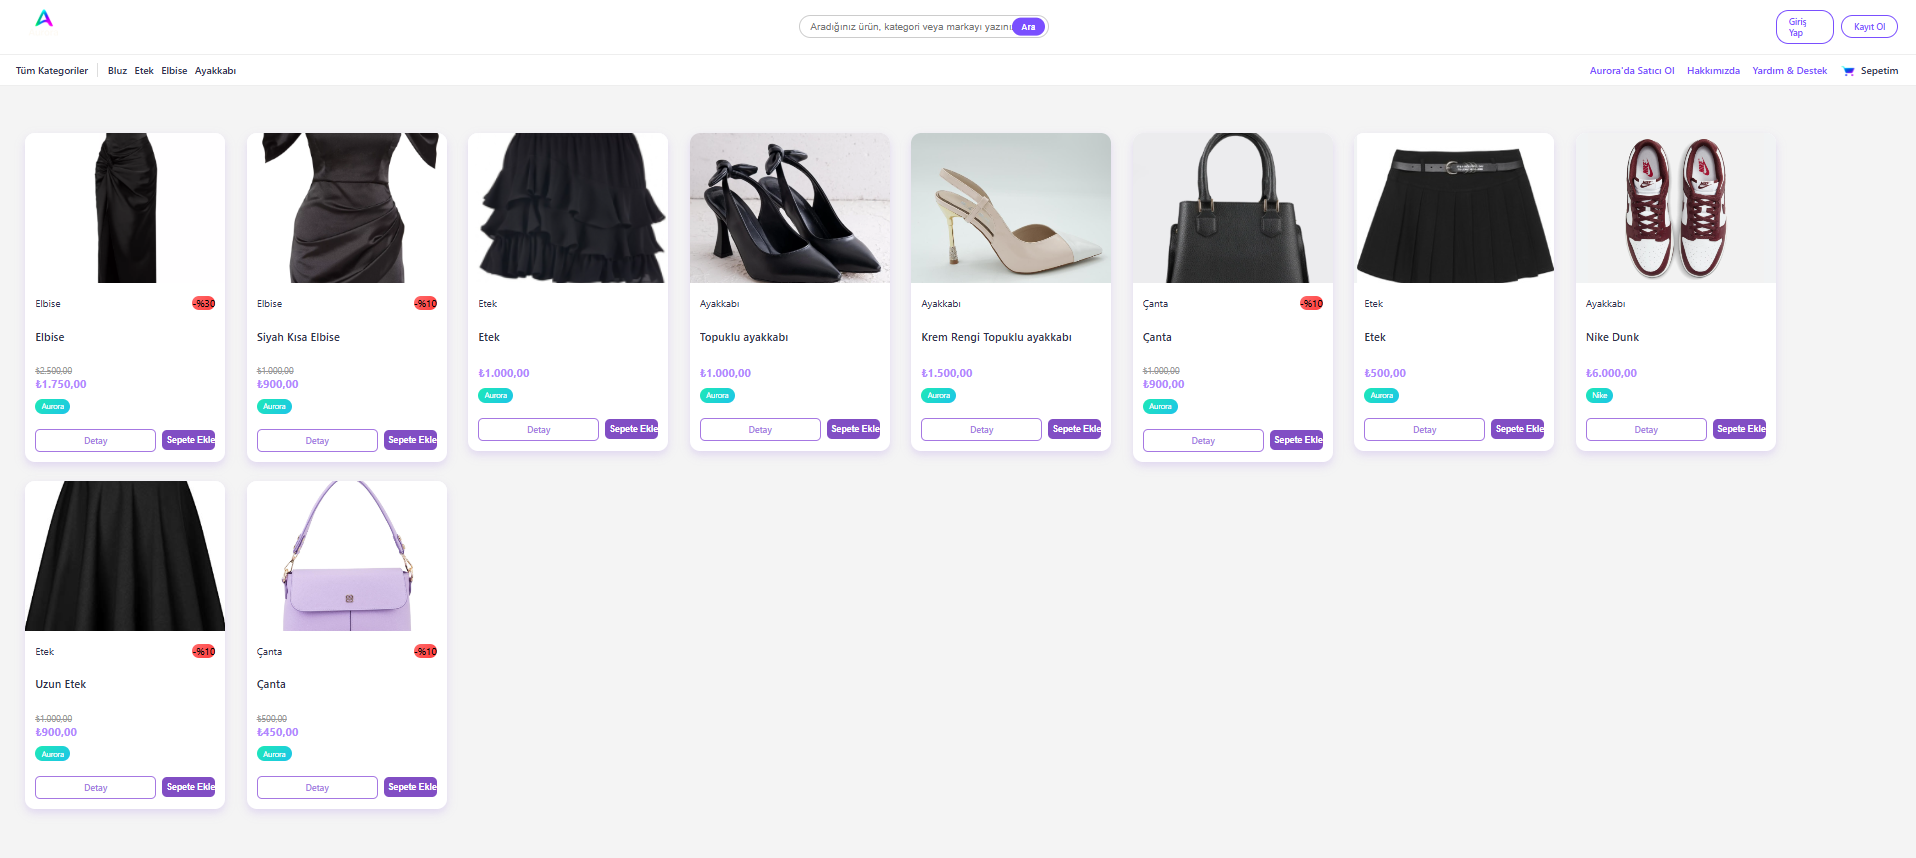 Aradığınız ürün, kategori veya markayı yazını
Ara
Giriş
Yap
Kayıt Ol
Tüm Kategoriler
Bluz
Etek
Elbise
Ayakkabı
Aurora'da Satıcı Ol
Hakkımızda
Yardım & Destek
Sepetim
Elbise
-%30
Elbise
₺2.500,00
₺1.750,00
Aurora
Detay
Sepete Ekle
Elbise
-%10
Siyah Kısa Elbise
₺1.000,00
₺900,00
Aurora
Detay
Sepete Ekle
Etek
Etek
₺1.000,00
Aurora
Detay
Sepete Ekle
Ayakkabı
Topuklu ayakkabı
₺1.000,00
Aurora
Detay
Sepete Ekle
Ayakkabı
Krem Rengi Topuklu ayakkabı
₺1.500,00
Aurora
Detay
Sepete Ekle
Çanta
-%10
Çanta
₺1.000,00
₺900,00
Aurora
Detay
Sepete Ekle
Etek
Etek
₺500,00
Aurora
Detay
Sepete Ekle
Ayakkabı
Nike Dunk
₺6.000,00
Nike
Detay
Sepete Ekle
Etek
-%10
Uzun Etek
₺1.000,00
₺900,00
Aurora
Detay
Sepete Ekle
Çanta
-%10
Çanta
₺500,00
₺450,00
Aurora
Detay
Sepete Ekle